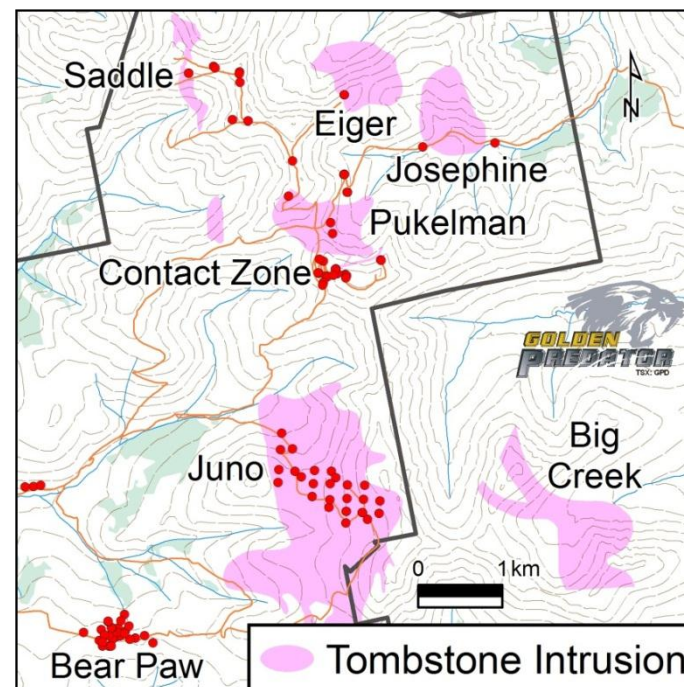 Saddle
Eiger
N
Josephine
Pukelman
Contact Zone
GOLDEN
PREDATOR
TSX: GPD
Juno
Big
Creek
0 1 km
Bear Paw
Tombstone Intrusion